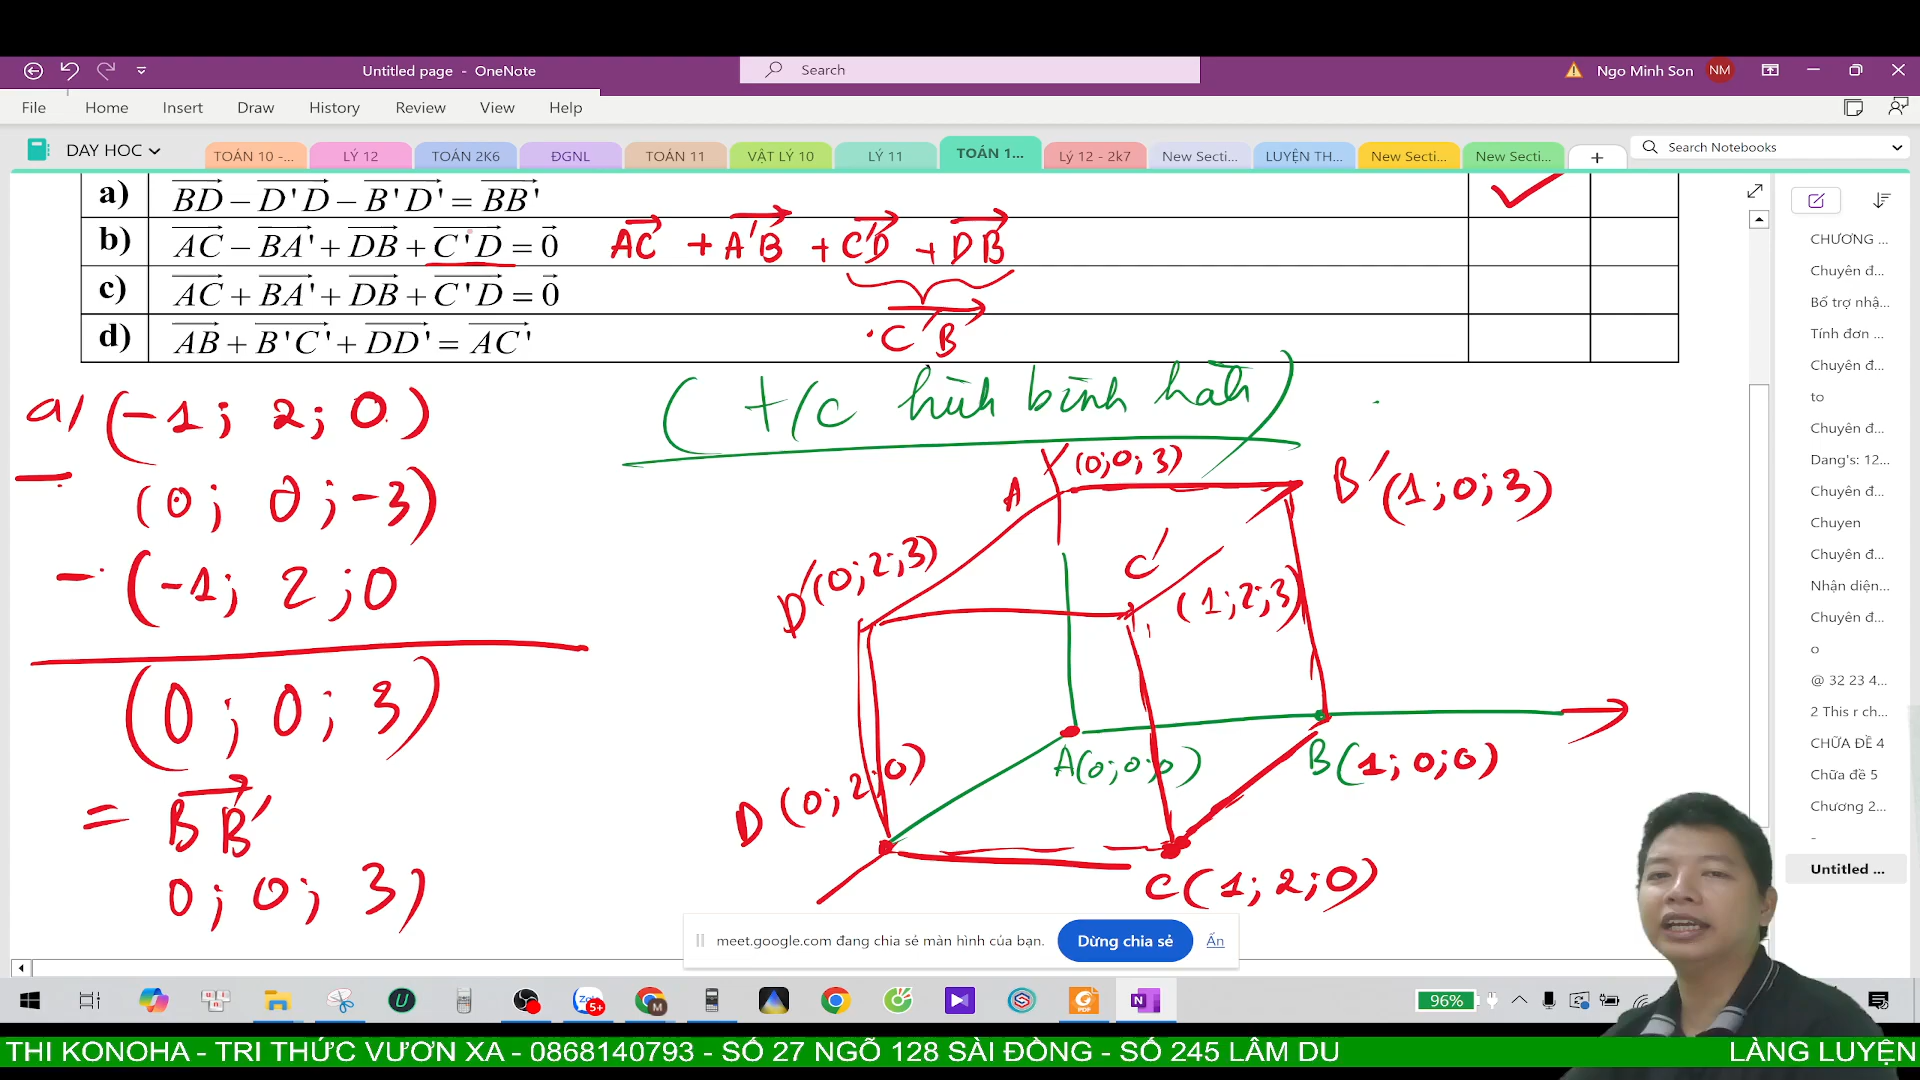 Untitled page - OneNote
Search
Ngo Minh Son
NM
File Home Insert Draw History Review View Help
DAY HOC
TOÁN 10 -... LÝ 12 TOÁN 2K6 ĐGNL TOÁN 11 VẬT LÝ 10 LÝ 11 TOÁN 1... Lý 12 - 2k7 New Secti... LUYỆN TH... New Secti... New Secti... +
Search Notebooks
a) BD − D'D − B'D' = BB'
b) AC − BA' + DB + C'D = 0
AC + A'B + C'D + DB
c) AC + BA' + DB + C'D = 0
C'B
d) AB + B'C' + DD' = AC'
(t/c hình bình hành)
a/ (-1; 2; 0)
− (0; 0; -3)
− (-1; 2; 0
(0; 0; 3)
= BB'
0; 0; 3)
A' (0; 0; 3)
B' (1; 0; 3)
D' (0; 2; 3)
C' (1; 2; 3)
A(0; 0; 0)
B (1; 0; 0)
D (0; 2; 0)
C (1; 2; 0)
CHƯƠNG ...
Chuyên đ...
Bố trợ nhậ...
Tính đơn ...
Chuyên đ...
to
Chuyên đ...
Dang's: 12...
Chuyên đ...
Chuyen
Chuyên đ...
Nhận diện...
Chuyên đ...
o
@ 32 23 4...
2 This r ch...
CHỮA ĐỀ 4
Chữa đề 5
Chương 2...
-
Untitled ...
meet.google.com đang chia sẻ màn hình của bạn.
Dừng chia sẻ
Ẩn
96%
THI KONOHA - TRI THỨC VƯƠN XA - 0868140793 - SỐ 27 NGÕ 128 SÀI ĐỒNG - SỐ 245 LÂM DU
LÀNG LUYỆN